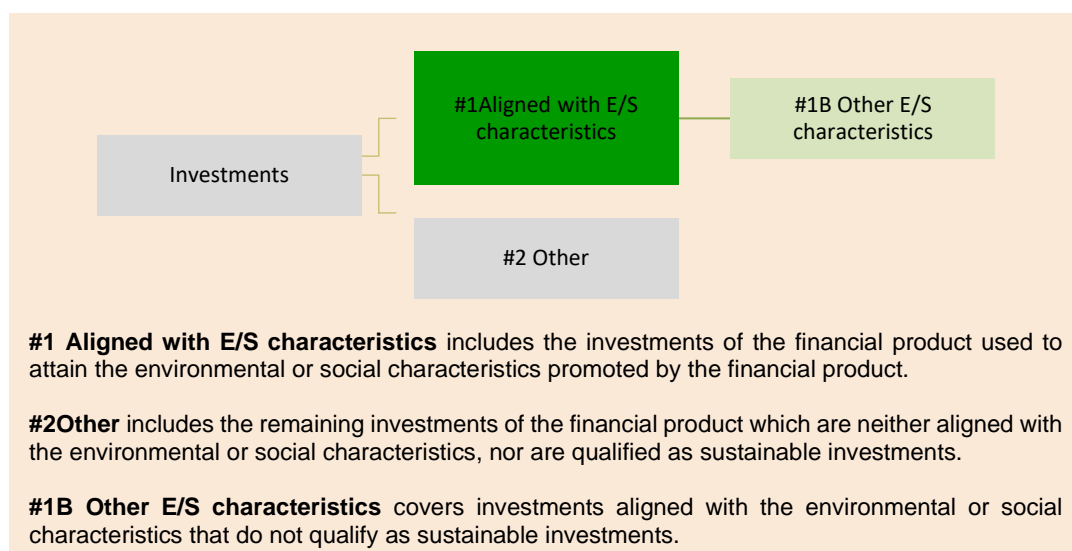 #1Aligned with E/S
characteristics
#1B Other E/S
characteristics
Investments
#2 Other
#1 Aligned with E/S characteristics includes the investments of the financial product used to
attain the environmental or social characteristics promoted by the financial product.
#2Other includes the remaining investments of the financial product which are neither aligned with
the environmental or social characteristics, nor are qualified as sustainable investments.
#1B Other E/S characteristics covers investments aligned with the environmental or social
characteristics that do not qualify as sustainable investments.